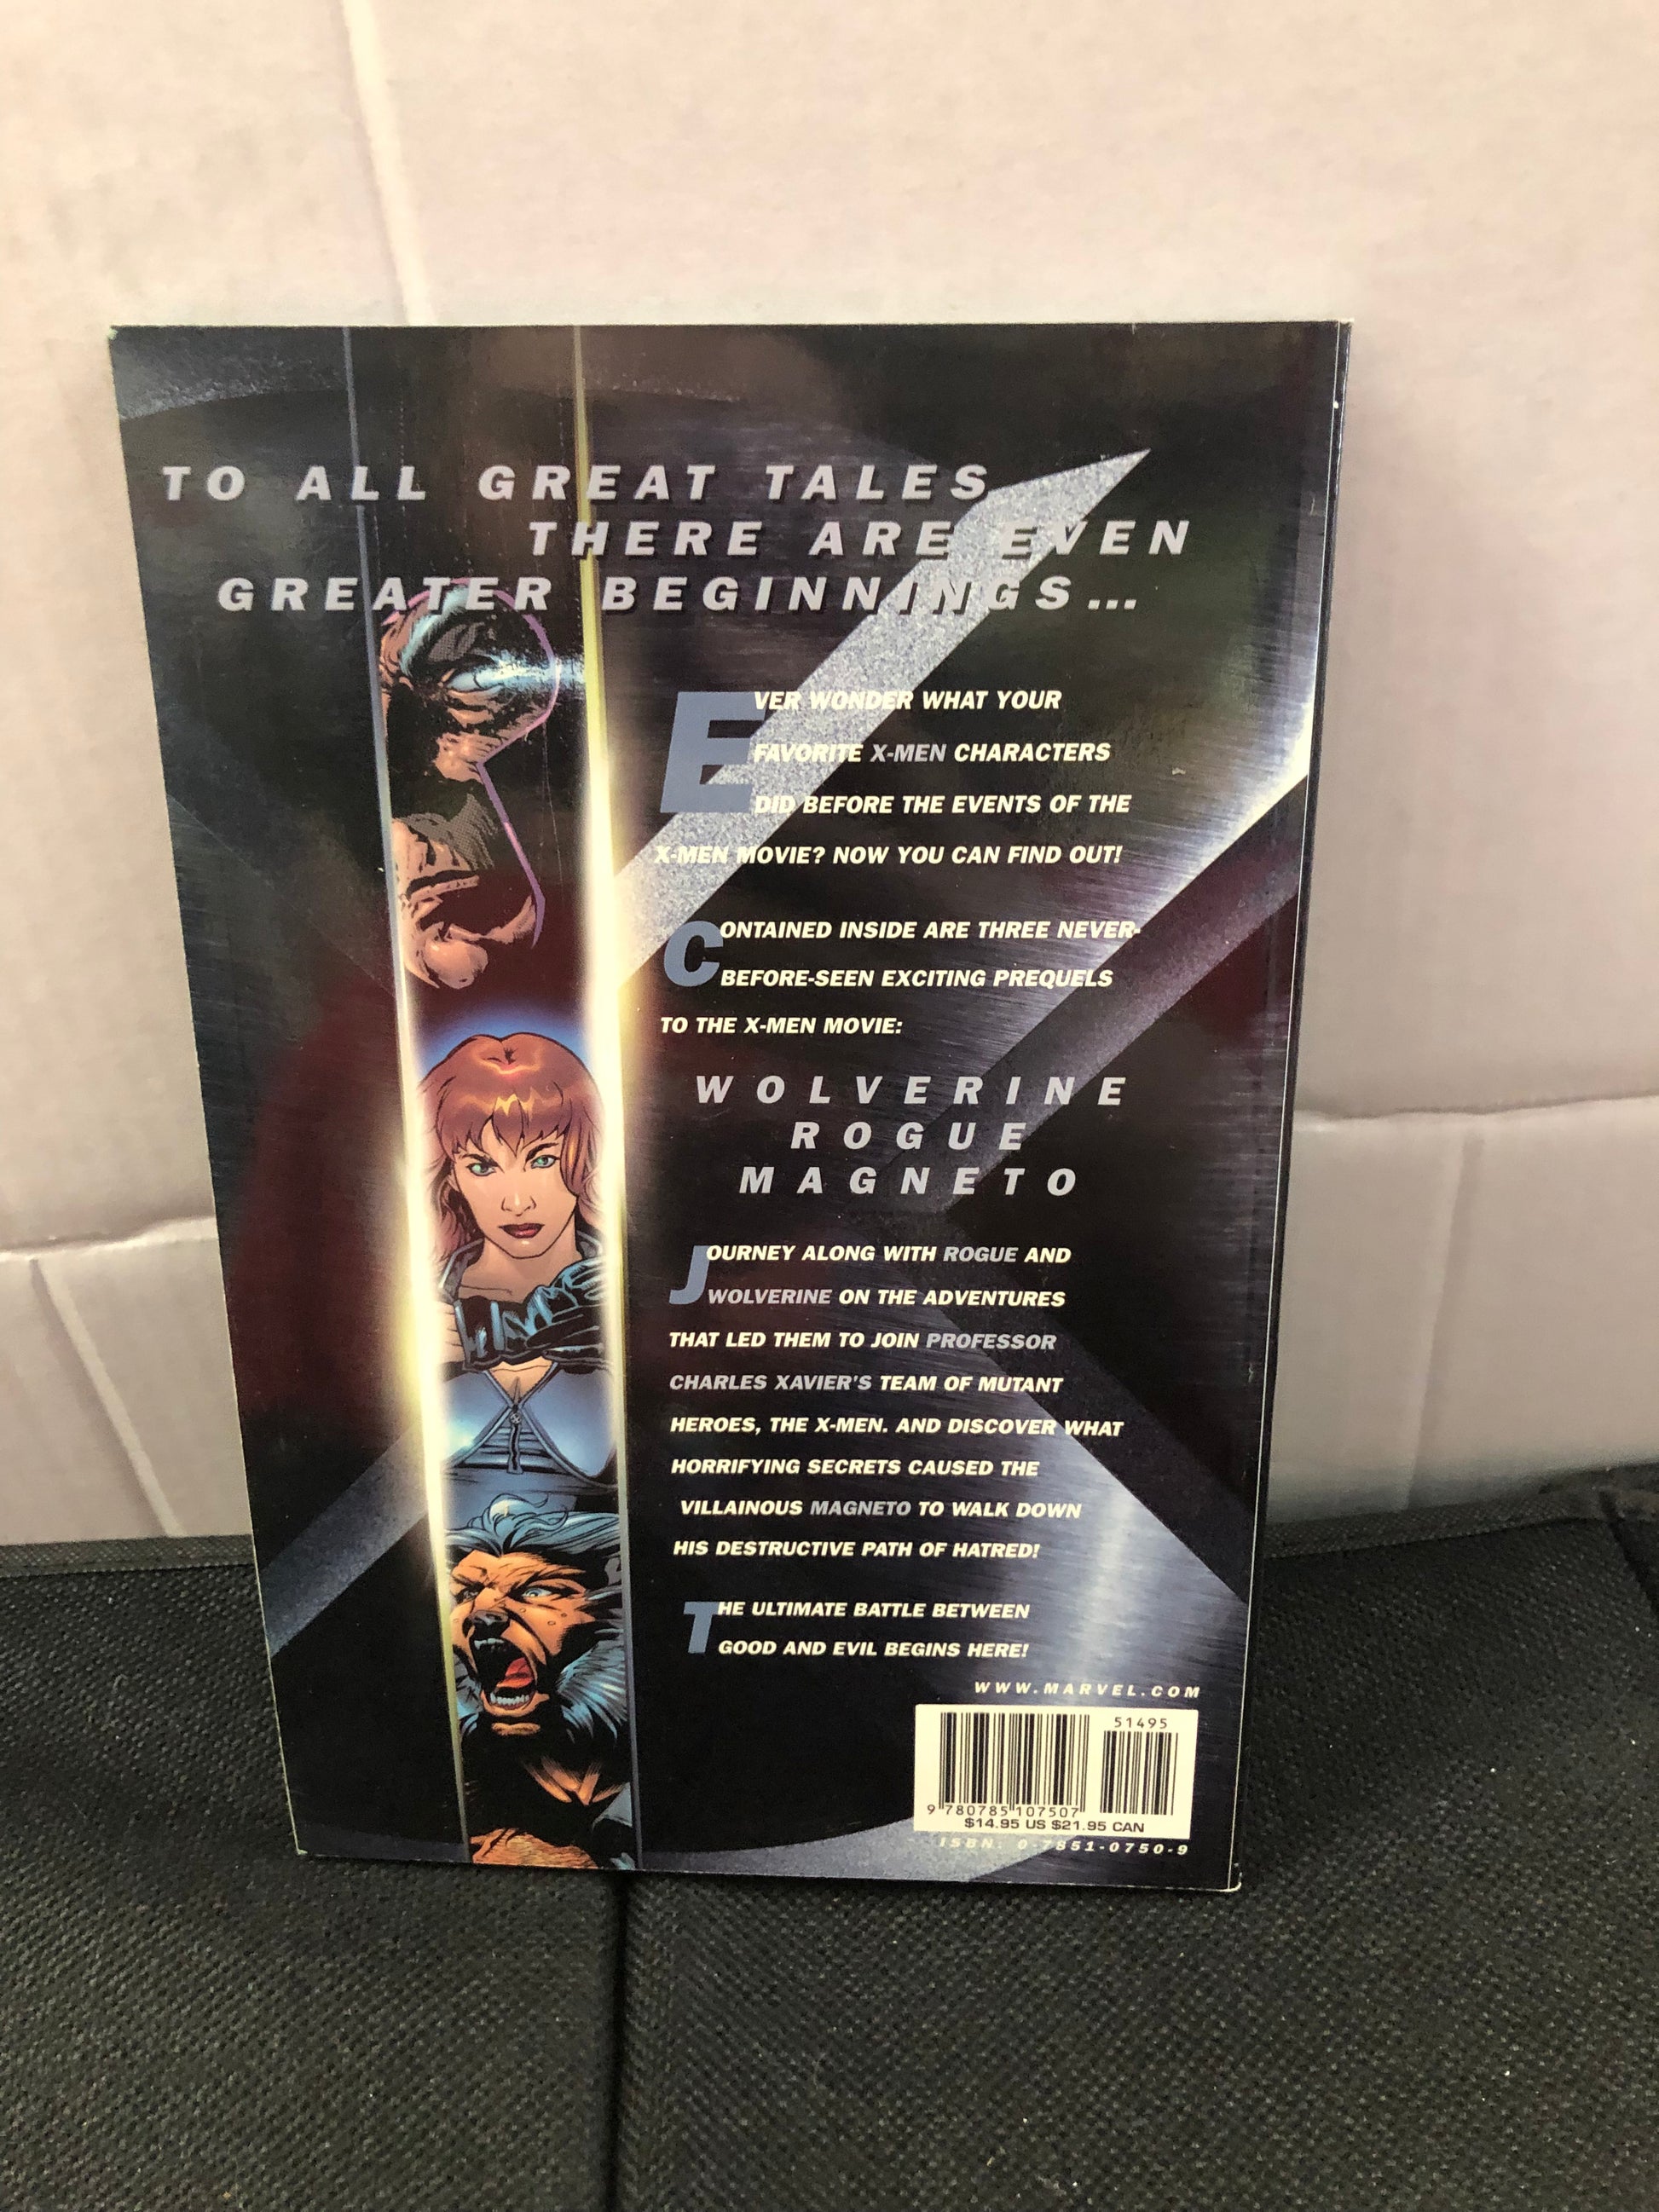 TO ALL GREAT TALES
THERE ARE EVEN
GREATER BEGINNINGS...
EVER WONDER WHAT YOUR
FAVORITE X-MEN CHARACTERS
DID BEFORE THE EVENTS OF THE
X-MEN MOVIE? NOW YOU CAN FIND OUT!
CONTAINED INSIDE ARE THREE NEVER-
BEFORE-SEEN EXCITING PREQUELS
TO THE X-MEN MOVIE:
WOLVERINE
ROGUE
MAGNETO
JOURNEY ALONG WITH ROGUE AND
WOLVERINE ON THE ADVENTURES
THAT LED THEM TO JOIN PROFESSOR
CHARLES XAVIER'S TEAM OF MUTANT
HEROES, THE X-MEN. AND DISCOVER WHAT
HORRIFYING SECRETS CAUSED THE
VILLAINOUS MAGNETO TO WALK DOWN
HIS DESTRUCTIVE PATH OF HATRED!
THE ULTIMATE BATTLE BETWEEN
GOOD AND EVIL BEGINS HERE!
WWW.MARVEL.COM
51495
9 780785 107507
$14.95 US $21.95 CAN
ISBN: 0-7851-0750-9